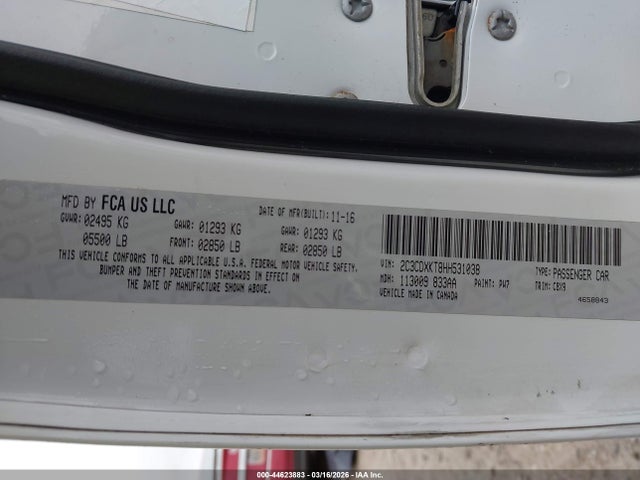 MFD BY FCA US LLC
DATE OF MFR(BUILT): 11-16
GVWR: 02495 KG
GAWR: 01293 KG
GAWR: 01293 KG
05500 LB
FRONT: 02850 LB
REAR: 02850 LB
THIS VEHICLE CONFORMS TO ALL APPLICABLE U.S.A. FEDERAL MOTOR VEHICLE SAFETY,
BUMPER AND THEFT PREVENTION STANDARDS IN EFFECT ON
THE DATE OF MANUFACTURE SHOWN ABOVE.
VIN: 2C3CDXKT8HH531038
TYPE: PASSENGER CAR
MDH: 113009 833AA
PAINT: PW7
TRIM: CBX9
VEHICLE MADE IN CANADA
4658843
000-44623883 — 03/16/2026 — IAA Inc.